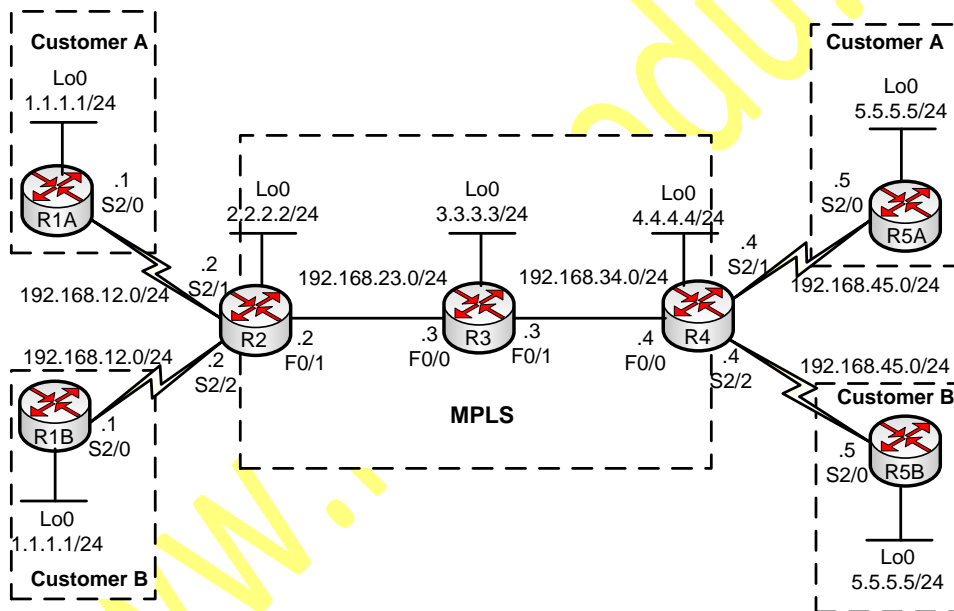 Customer A
Lo0
1.1.1.1/24
.1
S2/0
R1A
192.168.12.0/24
.2
S2/1
192.168.12.0/24
.2
S2/2
.1
S2/0
R1B
Lo0
1.1.1.1/24
Customer B
Lo0
2.2.2.2/24
R2
.2
F0/1
192.168.23.0/24
Lo0
3.3.3.3/24
.3
F0/0
R3
.3
F0/1
192.168.34.0/24
Lo0
4.4.4.4/24
.4
F0/0
R4
MPLS
.4
S2/1
.4
S2/2
Customer A
Lo0
5.5.5.5/24
.5
S2/0
R5A
192.168.45.0/24
192.168.45.0/24
Customer B
.5
S2/0
R5B
Lo0
5.5.5.5/24